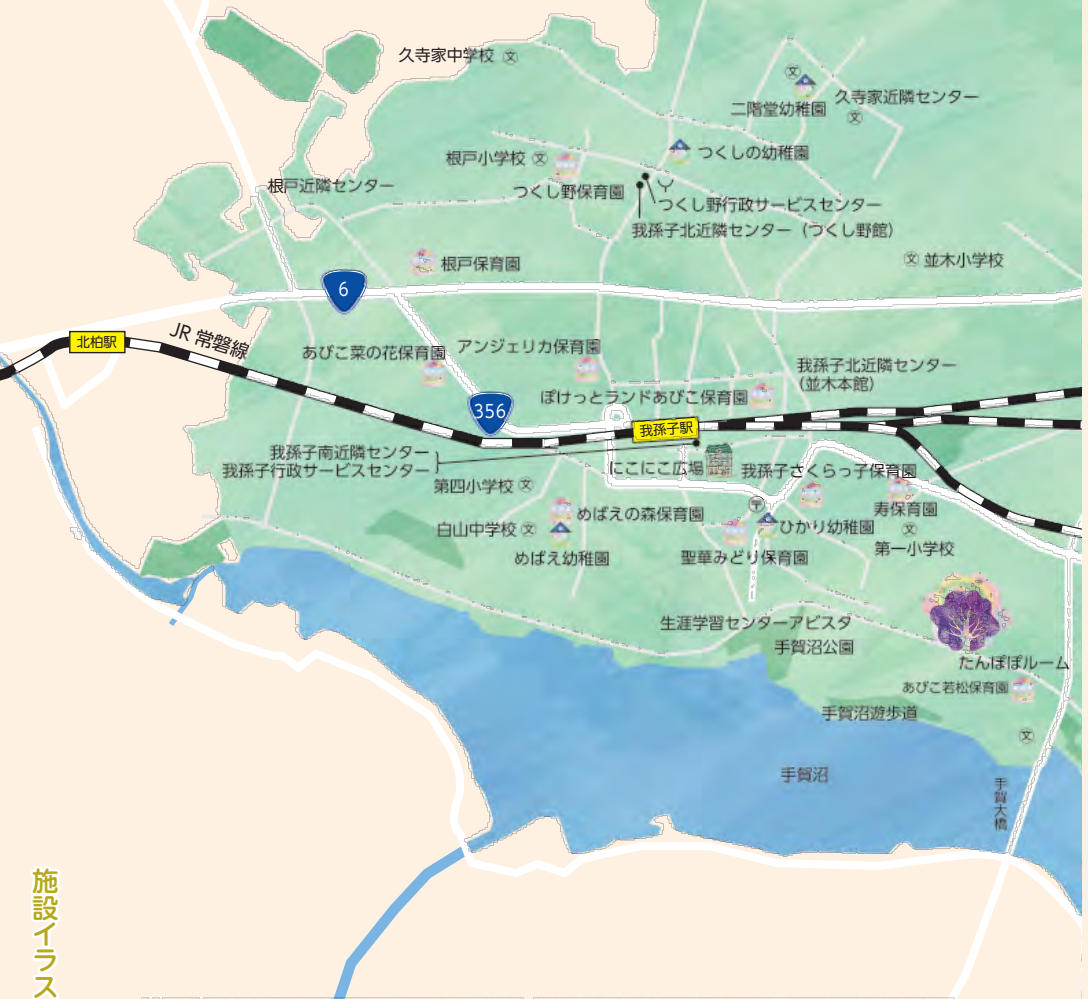 久寺家中学校
文
文
二階堂幼稚園
久寺家近隣センター
文
根戸小学校
文
つくしの幼稚園
つくし野保育園
根戸近隣センター
つくし野行政サービスセンター
我孫子北近隣センター（つくし野館）
根戸保育園
文
並木小学校
6
北柏駅
JR 常磐線
あびこ菜の花保育園
アンジェリカ保育園
我孫子北近隣センター
（並木本館）
ぽけっとランドあびこ保育園
356
我孫子駅
我孫子南近隣センター
我孫子行政サービスセンター
にこにこ広場
我孫子さくらっ子保育園
第四小学校
文
寿保育園
めばえの森保育園
〒
白山中学校
文
ひかり幼稚園
文
第一小学校
めばえ幼稚園
聖華みどり保育園
生涯学習センターアビスタ
手賀沼公園
たんぽぽルーム
あびこ若松保育園
手賀沼遊歩道
文
手賀沼
手賀大橋
施設イラス